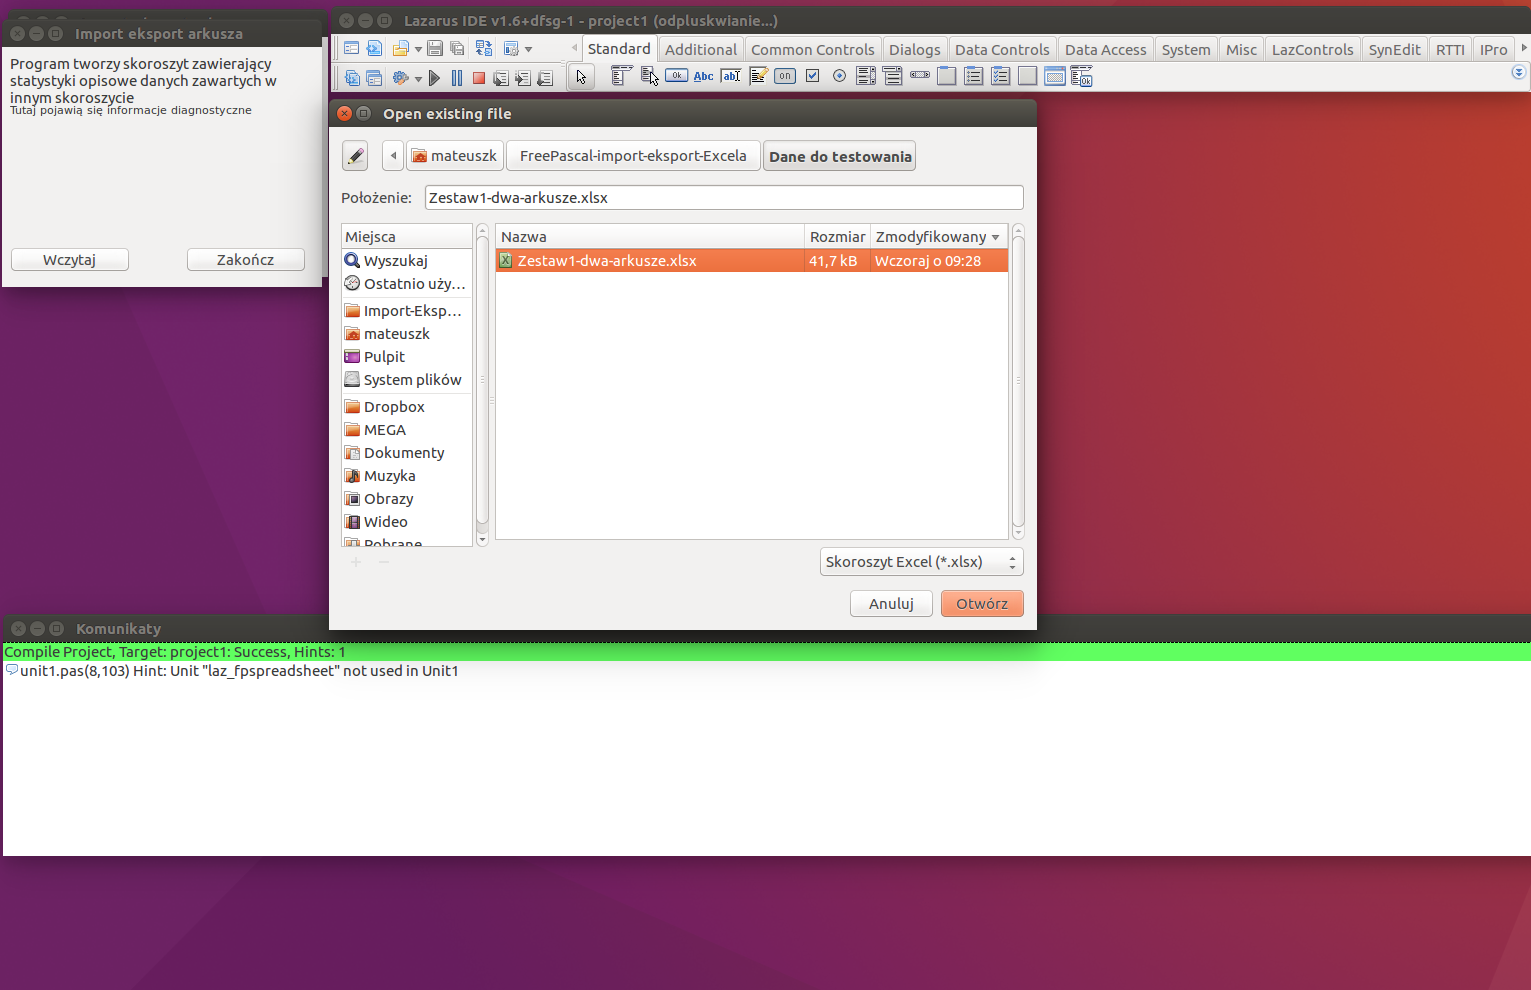 Import eksport arkusza
Program tworzy skoroszyt zawierający
statystyki opisowe danych zawartych w
innym skoroszycie
Tutaj pojawią się informacje diagnostyczne
Wczytaj
Zakończ
Lazarus IDE v1.6+dfsg-1 - project1 (odpluskwianie...)
Standard Additional Common Controls Dialogs Data Controls Data Access System Misc LazControls SynEdit RTTI IPro
Ok Abc abI on
Ok
Open existing file
mateuszk FreePascal-import-eksport-Excela Dane do testowania
Położenie: Zestaw1-dwa-arkusze.xlsx
Miejsca
Wyszukaj
Ostatnio uży...
Import-Eksp...
mateuszk
Pulpit
System plików
Dropbox
MEGA
Dokumenty
Muzyka
Obrazy
Wideo
Pobrane
Nazwa Rozmiar Zmodyfikowany
Zestaw1-dwa-arkusze.xlsx 41,7 kB Wczoraj o 09:28
Skoroszyt Excel (*.xlsx)
Anuluj Otwórz
Komunikaty
Compile Project, Target: project1: Success, Hints: 1
unit1.pas(8,103) Hint: Unit "laz_fpspreadsheet" not used in Unit1